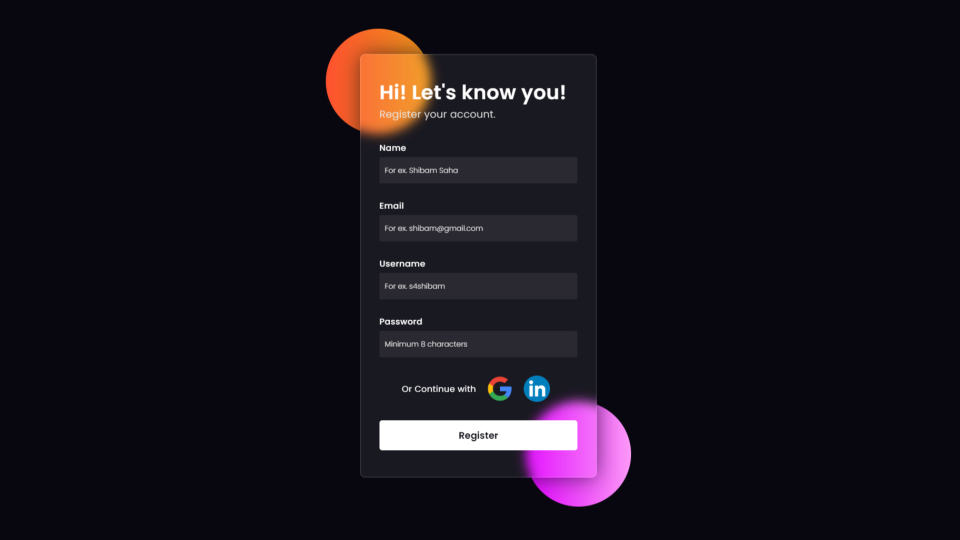 Hi! Let's know you!
Register your account.
Name
For ex. Shibam Saha
Email
For ex. shibam@gmail.com
Username
For ex. s4shibam
Password
Minimum 8 characters
Or Continue with G in
Register